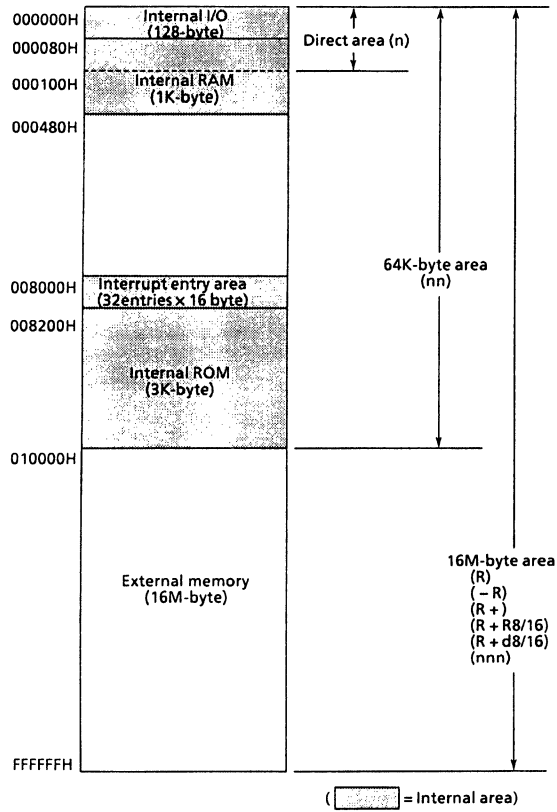 000000H
Internal I/O
(128-byte)
000080H
Direct area (n)
000100H
Internal RAM
(1K-byte)
000480H
64K-byte area
(nn)
008000H
Interrupt entry area
(32entries × 16 byte)
008200H
Internal ROM
(3K-byte)
010000H
External memory
(16M-byte)
16M-byte area
(R)
(– R)
(R +)
(R + R8/16)
(R + d8/16)
(nnn)
FFFFFFH
( = Internal area)